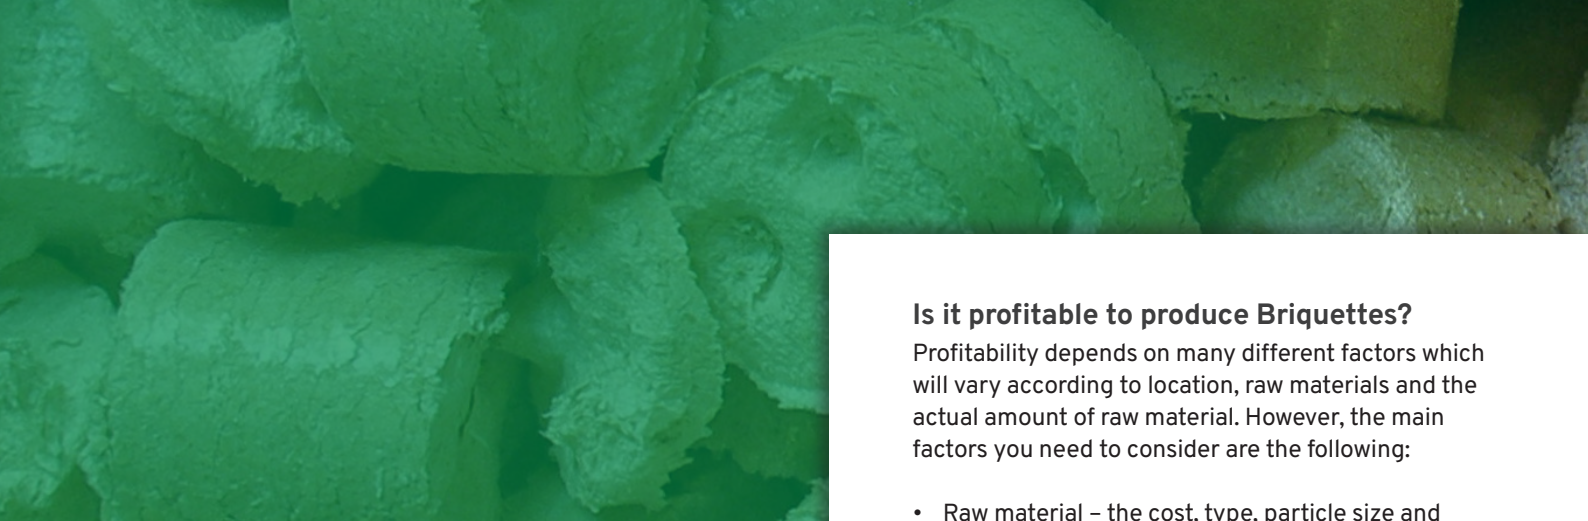 Is it profitable to produce Briquettes?
Profitability depends on many different factors which
will vary according to location, raw materials and the
actual amount of raw material. However, the main
factors you need to consider are the following:
• Raw material – the cost, type, particle size and